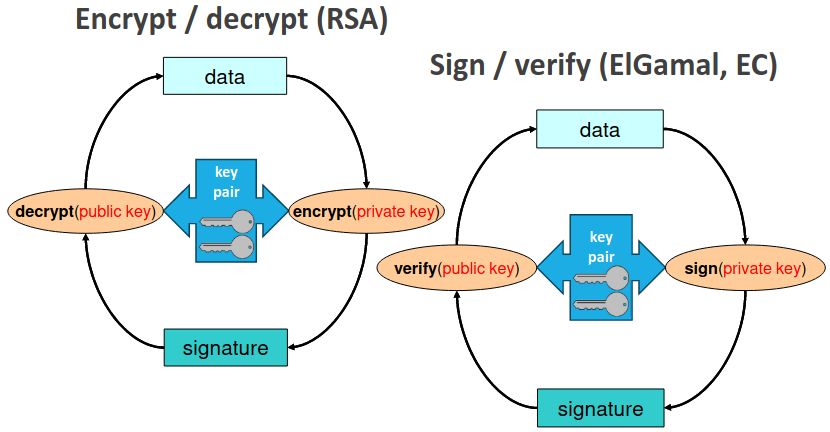 Encrypt / decrypt (RSA)
data
key
pair
decrypt(public key)
encrypt(private key)
signature
Sign / verify (ElGamal, EC)
data
key
pair
verify(public key)
sign(private key)
signature